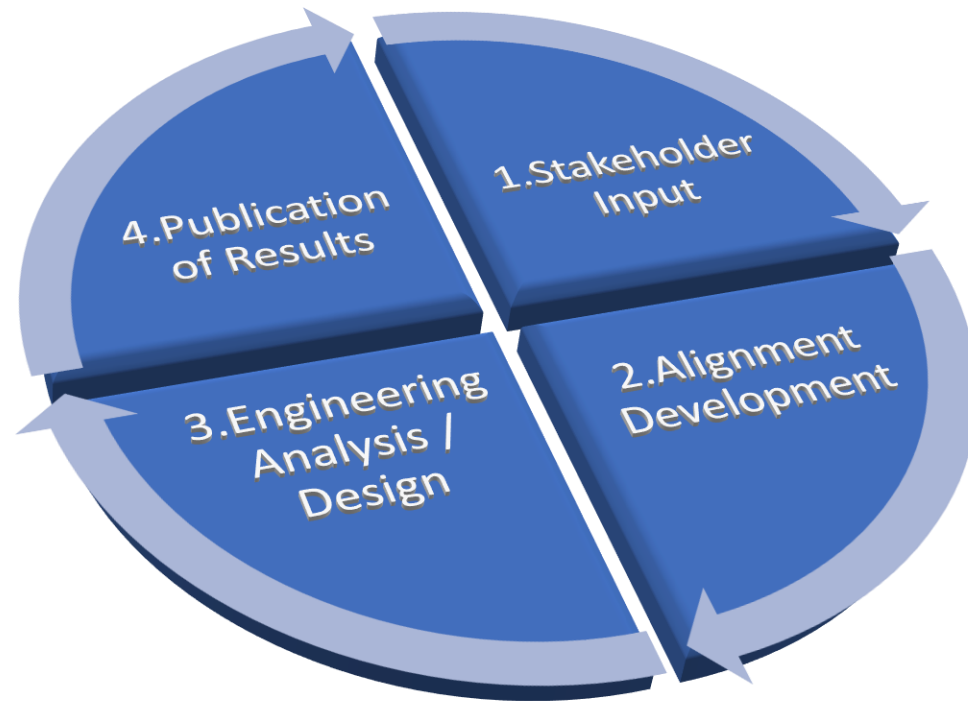 1.Stakeholder
Input
2.Alignment
Development
3.Engineering
Analysis /
Design
4.Publication
of Results